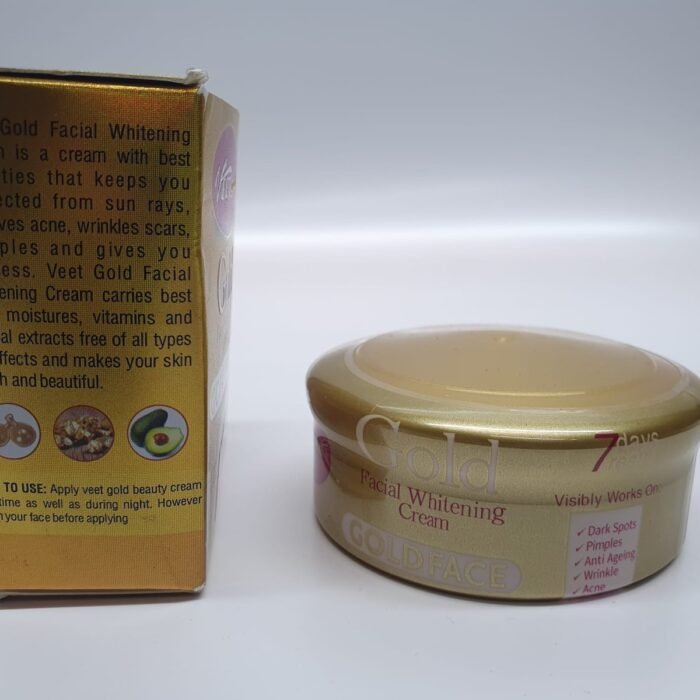 Gold Facial Whitening
is a cream with best
ties that keeps you
ected from sun rays,
ves acne, wrinkles scars,
ples and gives you
ess. Veet Gold Facial
ening Cream carries best
moistures, vitamins and
al extracts free of all types
ffects and makes your skin
h and beautiful.
TO USE: Apply veet gold beauty cream
time as well as during night. However
your face before applying
Gold
Facial Whitening
Cream
GOLD FACE
7 days
Visibly Works On:
✓ Dark Spots
✓ Pimples
✓ Anti Ageing
✓ Wrinkle
✓ Acne